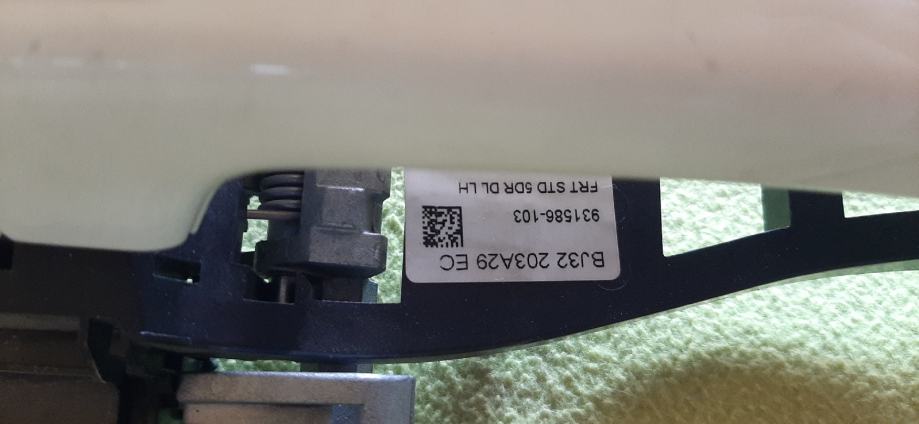 BJ32 203A29 EC
931586-103
FRT STD 5DR DL LH